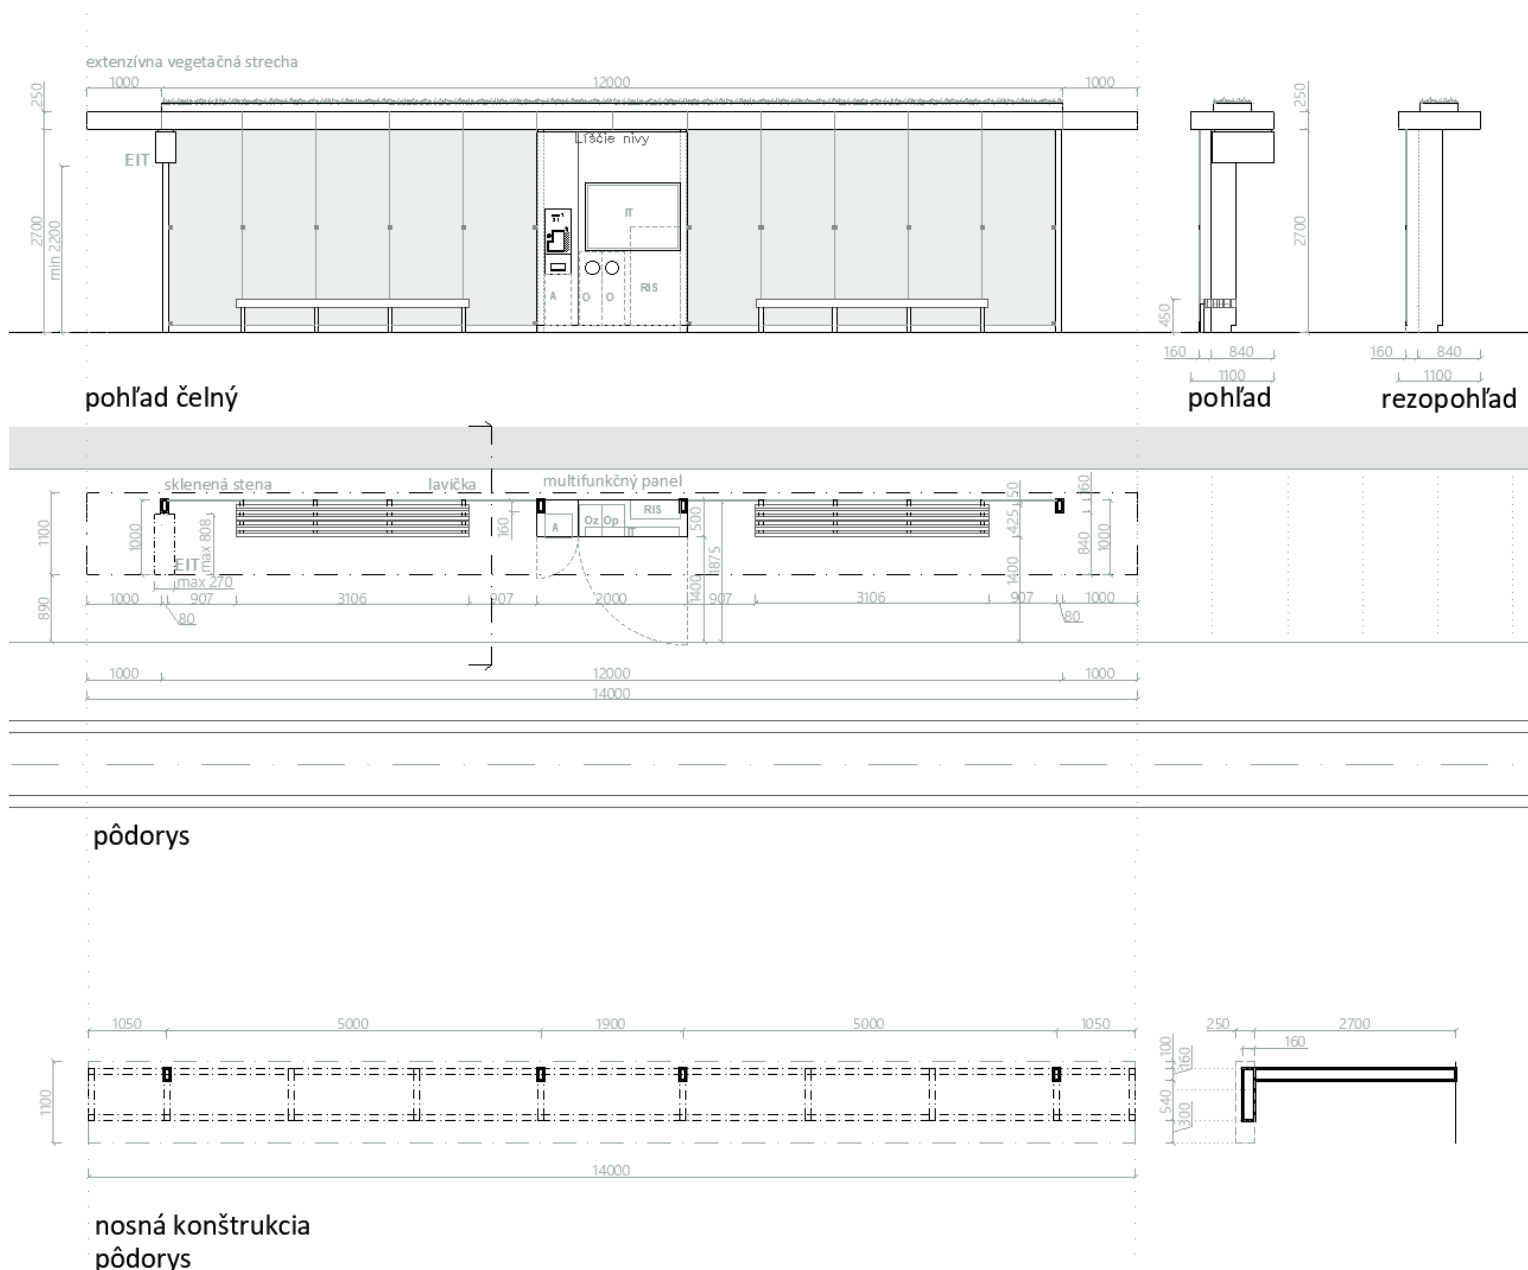 extenzívna vegetačná strecha
1000 12000 1000
250
250
250
Líščie nivy
EIT
IT
2700
min 2200
2700
A O O RIS
450
160 840
160 840
1100
1100
pohľad čelný
pohľad
rezopohľad
sklenená stena lavička multifunkčný panel
1100
1000
max 808
EIT
max 270
160
A Oz Op RIS
IT
500
1875
1400
150
425
1400
160
840
1000
890
1000 907 3106 907 2000 907 3106 907 1000
80
80
1000 12000 1000
14000
pôdorys
1050 5000 1900 5000 1050
250 2700
160
1100
100
160
540
300
14000
nosná konštrukcia
pôdorys